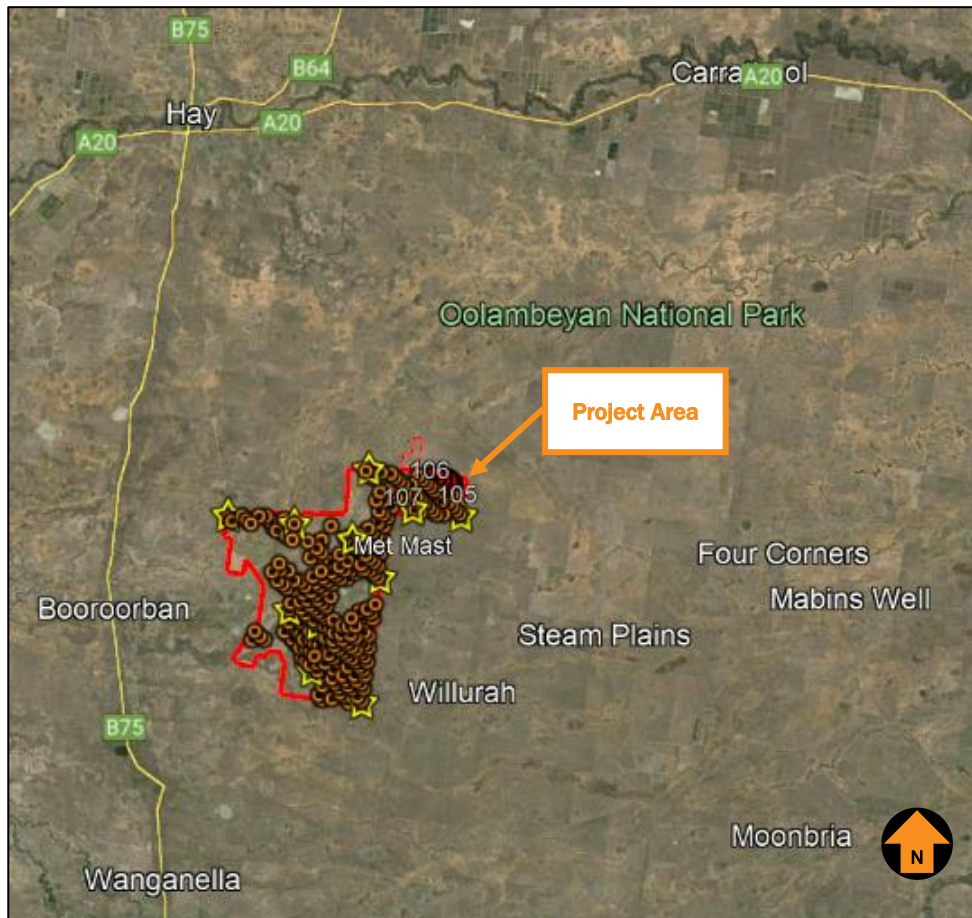 B75
B64
Carra ol
A20
Hay
A20
A20
Oolambeyan National Park
Project Area
106
107
105
Met Mast
Four Corners
Mabins Well
Booroorban
Steam Plains
Willurah
B75
Moonbria
N
Wanganella